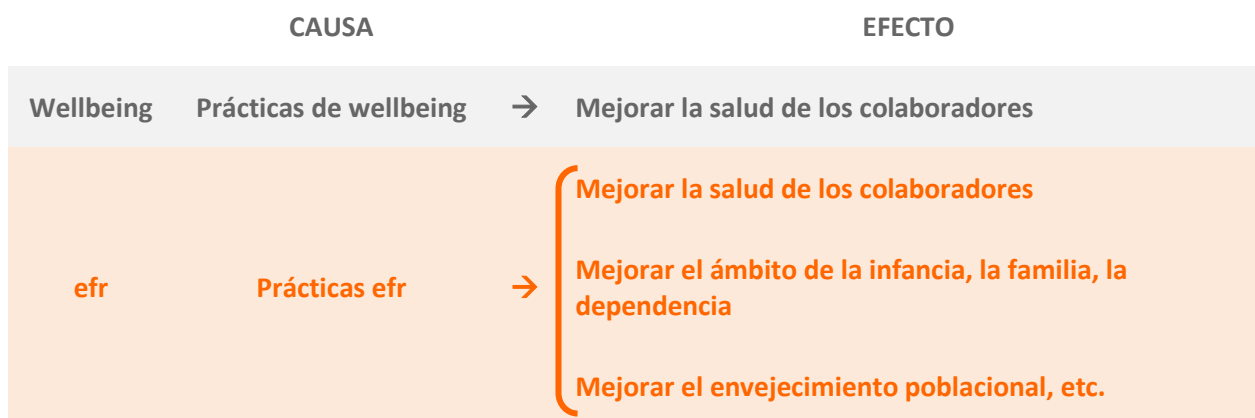 CAUSA EFECTO
Wellbeing Prácticas de wellbeing → Mejorar la salud de los colaboradores
Mejorar la salud de los colaboradores
efr Prácticas efr → Mejorar el ámbito de la infancia, la familia, la
dependencia
Mejorar el envejecimiento poblacional, etc.